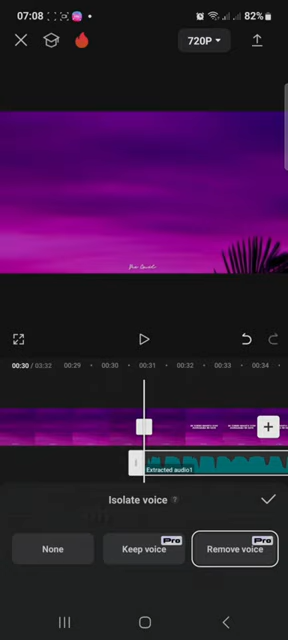 07:08
82%
720P
00:30 / 03:32 00:29 00:30 00:31 00:32 00:33 00:34
Extracted audio1
Isolate voice ?
None
Keep voice Pro
Remove voice Pro